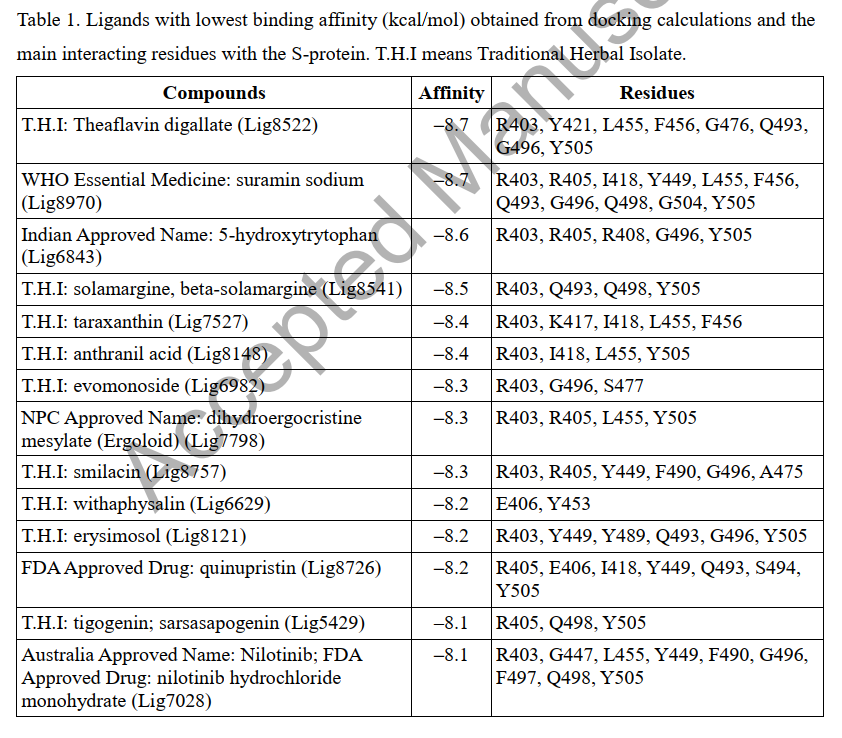 Table 1. Ligands with lowest binding affinity (kcal/mol) obtained from docking calculations and the
main interacting residues with the S-protein. T.H.I means Traditional Herbal Isolate.
Compounds Affinity Residues
T.H.I: Theaflavin digallate (Lig8522) –8.7 R403, Y421, L455, F456, G476, Q493,
G496, Y505
WHO Essential Medicine: suramin sodium –8.7 R403, R405, I418, Y449, L455, F456,
(Lig8970) Q493, G496, Q498, G504, Y505
Indian Approved Name: 5-hydroxytrytophan –8.6 R403, R405, R408, G496, Y505
(Lig6843)
T.H.I: solamargine, beta-solamargine (Lig8541) –8.5 R403, Q493, Q498, Y505
T.H.I: taraxanthin (Lig7527) –8.4 R403, K417, I418, L455, F456
T.H.I: anthranil acid (Lig8148) –8.4 R403, I418, L455, Y505
T.H.I: evomonoside (Lig6982) –8.3 R403, G496, S477
NPC Approved Name: dihydroergocristine –8.3 R403, R405, L455, Y505
mesylate (Ergoloid) (Lig7798)
T.H.I: smilacin (Lig8757) –8.3 R403, R405, Y449, F490, G496, A475
T.H.I: withaphysalin (Lig6629) –8.2 E406, Y453
T.H.I: erysimosol (Lig8121) –8.2 R403, Y449, Y489, Q493, G496, Y505
FDA Approved Drug: quinupristin (Lig8726) –8.2 R405, E406, I418, Y449, Q493, S494,
Y505
T.H.I: tigogenin; sarsasapogenin (Lig5429) –8.1 R405, Q498, Y505
Australia Approved Name: Nilotinib; FDA –8.1 R403, G447, L455, Y449, F490, G496,
Approved Drug: nilotinib hydrochloride F497, Q498, Y505
monohydrate (Lig7028)
Accepted Manus